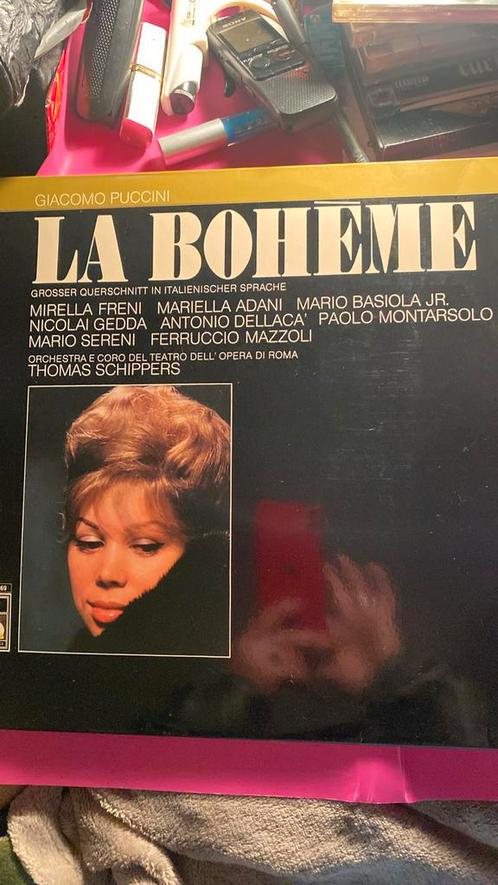 SONY
GIACOMO PUCCINI
LA BOHÈME
GROSSER QUERSCHNITT IN ITALIENISCHER SPRACHE
MIRELLA FRENI MARIELLA ADANI MARIO BASIOLA JR.
NICOLAI GEDDA ANTONIO DELLACA' PAOLO MONTARSOLO
MARIO SERENI FERRUCCIO MAZZOLI
ORCHESTRA E CORO DEL TEATRO DELL' OPERA DI ROMA
THOMAS SCHIPPERS